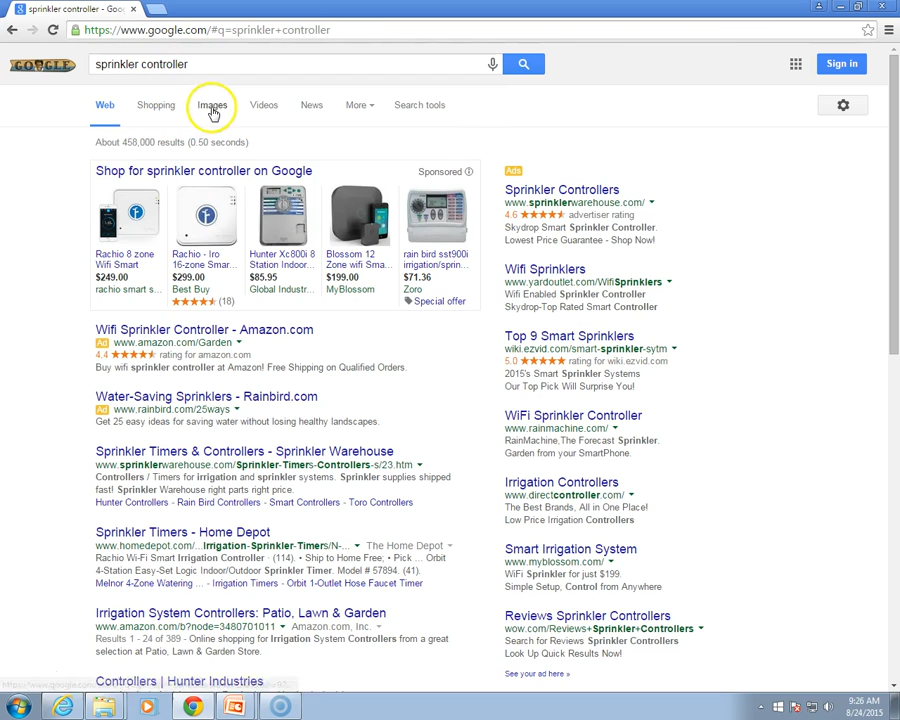 sprinkler controller - Goo
https://www.google.com/#q=sprinkler+controller
GOOGLE
sprinkler controller
Sign in
Web Shopping Images Videos News More Search tools
About 458,000 results (0.50 seconds)
Shop for sprinkler controller on Google
Sponsored
Rachio 8 zone
Wifi Smart
$249.00
rachio smart s...
Rachio - Iro
16-zone Smar...
$299.00
Best Buy
(18)
Hunter Xc800i 8
Station Indoor...
$85.95
Global Industr...
Blossom 12
Zone wifi Sma...
$199.00
MyBlossom
rain bird sst900i
irrigation/sprin...
$71.36
Zoro
Special offer
Wifi Sprinkler Controller - Amazon.com
Ad www.amazon.com/Garden
4.4 rating for amazon.com
Buy wifi sprinkler controller at Amazon! Free Shipping on Qualified Orders.
Water-Saving Sprinklers - Rainbird.com
Ad www.rainbird.com/25ways
Get 25 easy ideas for saving water without losing healthy landscapes.
Sprinkler Timers & Controllers - Sprinkler Warehouse
www.sprinklerwarehouse.com/Sprinkler-Timers-Controllers-s/23.htm
Controllers / Timers for irrigation and sprinkler systems. Sprinkler supplies shipped
fast! Sprinkler Warehouse right parts right price.
Hunter Controllers - Rain Bird Controllers - Smart Controllers - Toro Controllers
Sprinkler Timers - Home Depot
www.homedepot.com/...Irrigation-Sprinkler-Timers/N-... The Home Depot
Rachio Wi-Fi Smart Irrigation Controller · (114). • Ship to Home Free. • Pick ... Orbit
4-Station Easy-Set Logic Indoor/Outdoor Sprinkler Timer. Model # 57894. (41).
Melnor 4-Zone Watering ... - Irrigation Timers - Orbit 1-Outlet Hose Faucet Timer
Irrigation System Controllers: Patio, Lawn & Garden
www.amazon.com/b?node=3480701011 Amazon.com, Inc.
Results 1 - 24 of 389 - Online shopping for Irrigation System Controllers from a great
selection at Patio, Lawn & Garden Store.
Controllers | Hunter Industries
Ads
Sprinkler Controllers
www.sprinklerwarehouse.com/
4.6 advertiser rating
Skydrop Smart Sprinkler Controller.
Lowest Price Guarantee - Shop Now!
Wifi Sprinklers
www.yardoutlet.com/WifiSprinklers
Wifi Enabled Sprinkler Controller
Skydrop-Top Rated Smart Controller
Top 9 Smart Sprinklers
wiki.ezvid.com/smart-sprinkler-sytm
5.0 rating for wiki.ezvid.com
2015's Smart Sprinkler Systems
Our Top Pick Will Surprise You!
WiFi Sprinkler Controller
www.rainmachine.com/
RainMachine,The Forecast Sprinkler.
Garden from your SmartPhone.
Irrigation Controllers
www.directcontroller.com/
The Best Brands, All in One Place!
Low Price Irrigation Controllers
Smart Irrigation System
www.myblossom.com/
WiFi Sprinkler for just $199.
Simple Setup, Control from Anywhere
Reviews Sprinkler Controllers
wow.com/Reviews+Sprinkler+Controllers
Search for Reviews Sprinkler Controllers
Look Up Quick Results Now!
See your ad here »
9:26 AM
8/24/2015